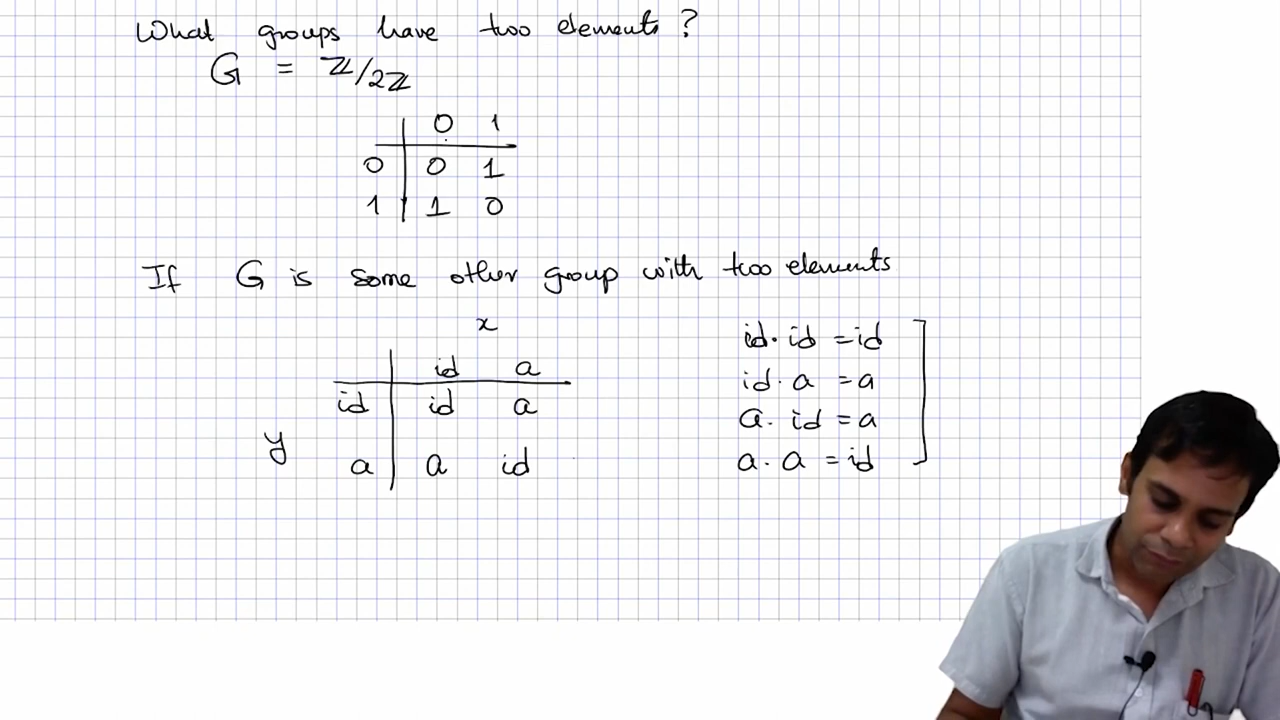 What groups have two elements?
G = ℤ/2ℤ
0 1
0 0 1
1 1 0
If G is some other group with two elements
x
id a
id id a
y
a a id
id · id = id
id · a = a
a · id = a
a · a = id